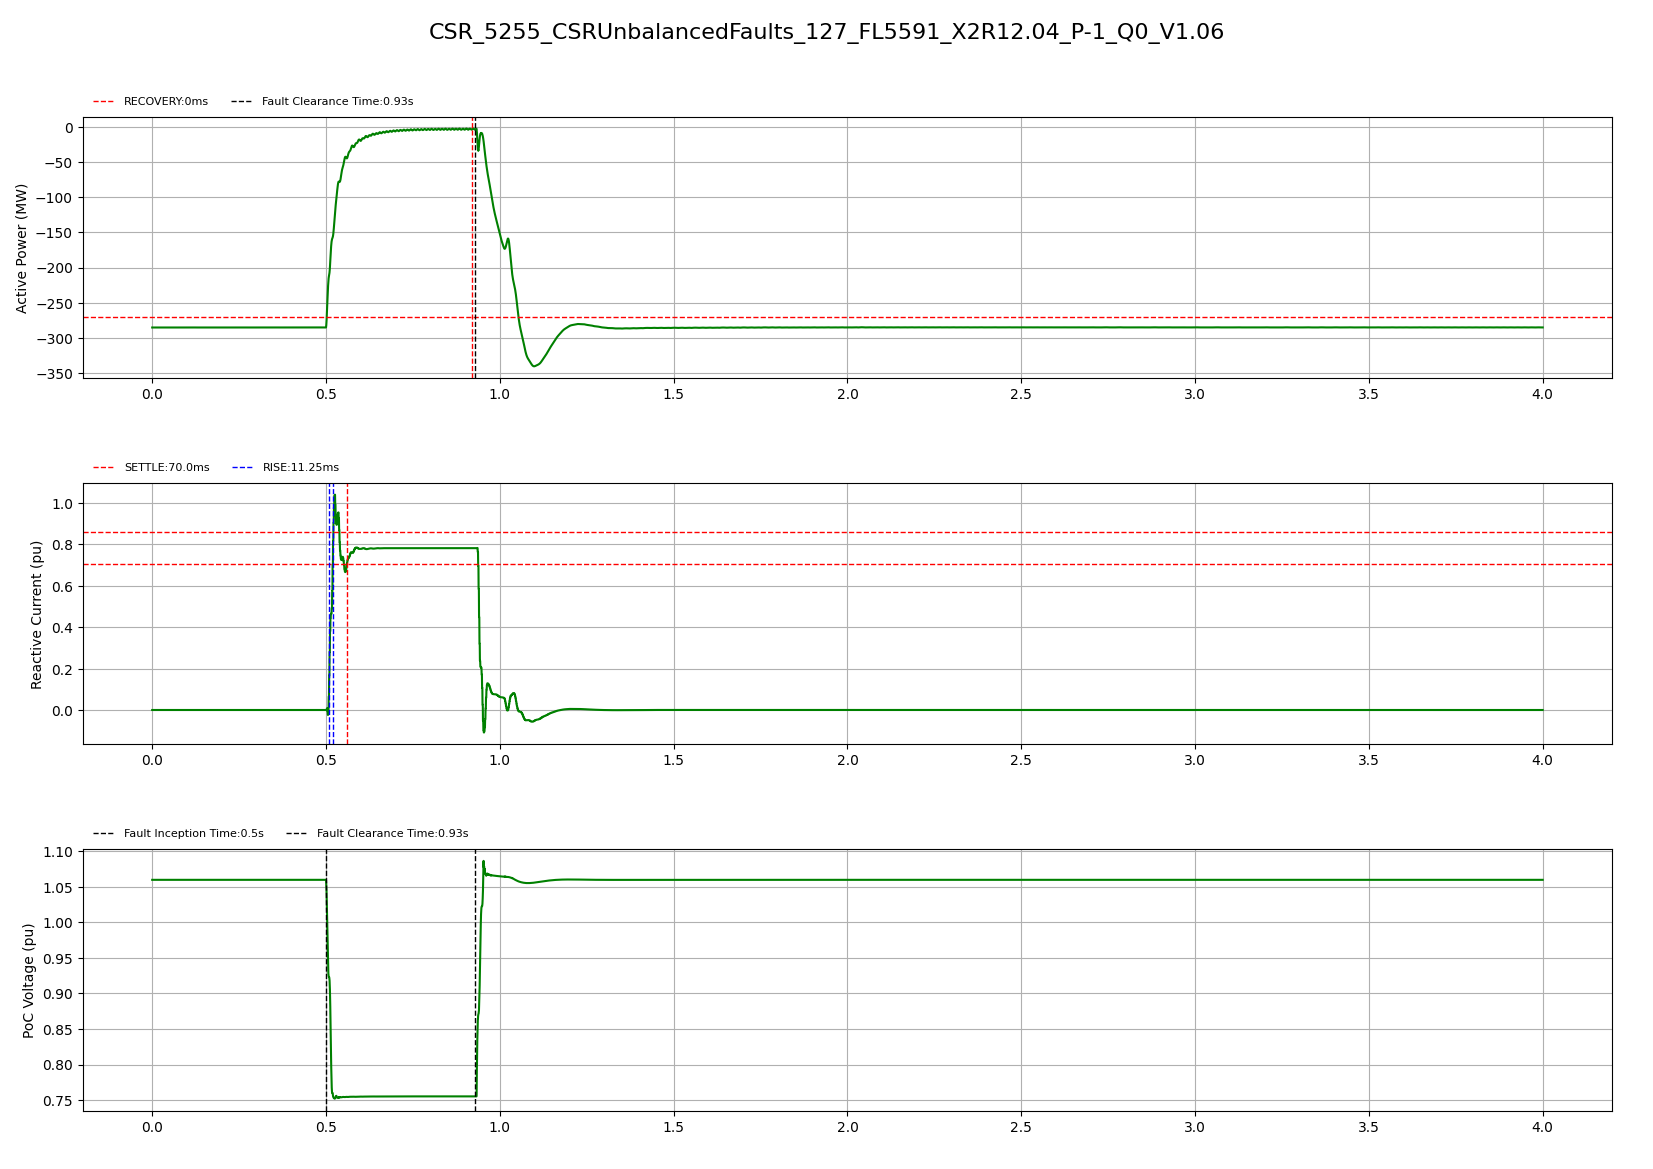 CSR_5255_CSRUnbalancedFaults_127_FL5591_X2R12.04_P-1_Q0_V1.06
RECOVERY:0ms Fault Clearance Time:0.93s
Active Power (MW)
0
−50
−100
−150
−200
−250
−300
−350
0.0 0.5 1.0 1.5 2.0 2.5 3.0 3.5 4.0
SETTLE:70.0ms RISE:11.25ms
Reactive Current (pu)
1.0
0.8
0.6
0.4
0.2
0.0
0.0 0.5 1.0 1.5 2.0 2.5 3.0 3.5 4.0
Fault Inception Time:0.5s Fault Clearance Time:0.93s
PoC Voltage (pu)
1.10
1.05
1.00
0.95
0.90
0.85
0.80
0.75
0.0 0.5 1.0 1.5 2.0 2.5 3.0 3.5 4.0